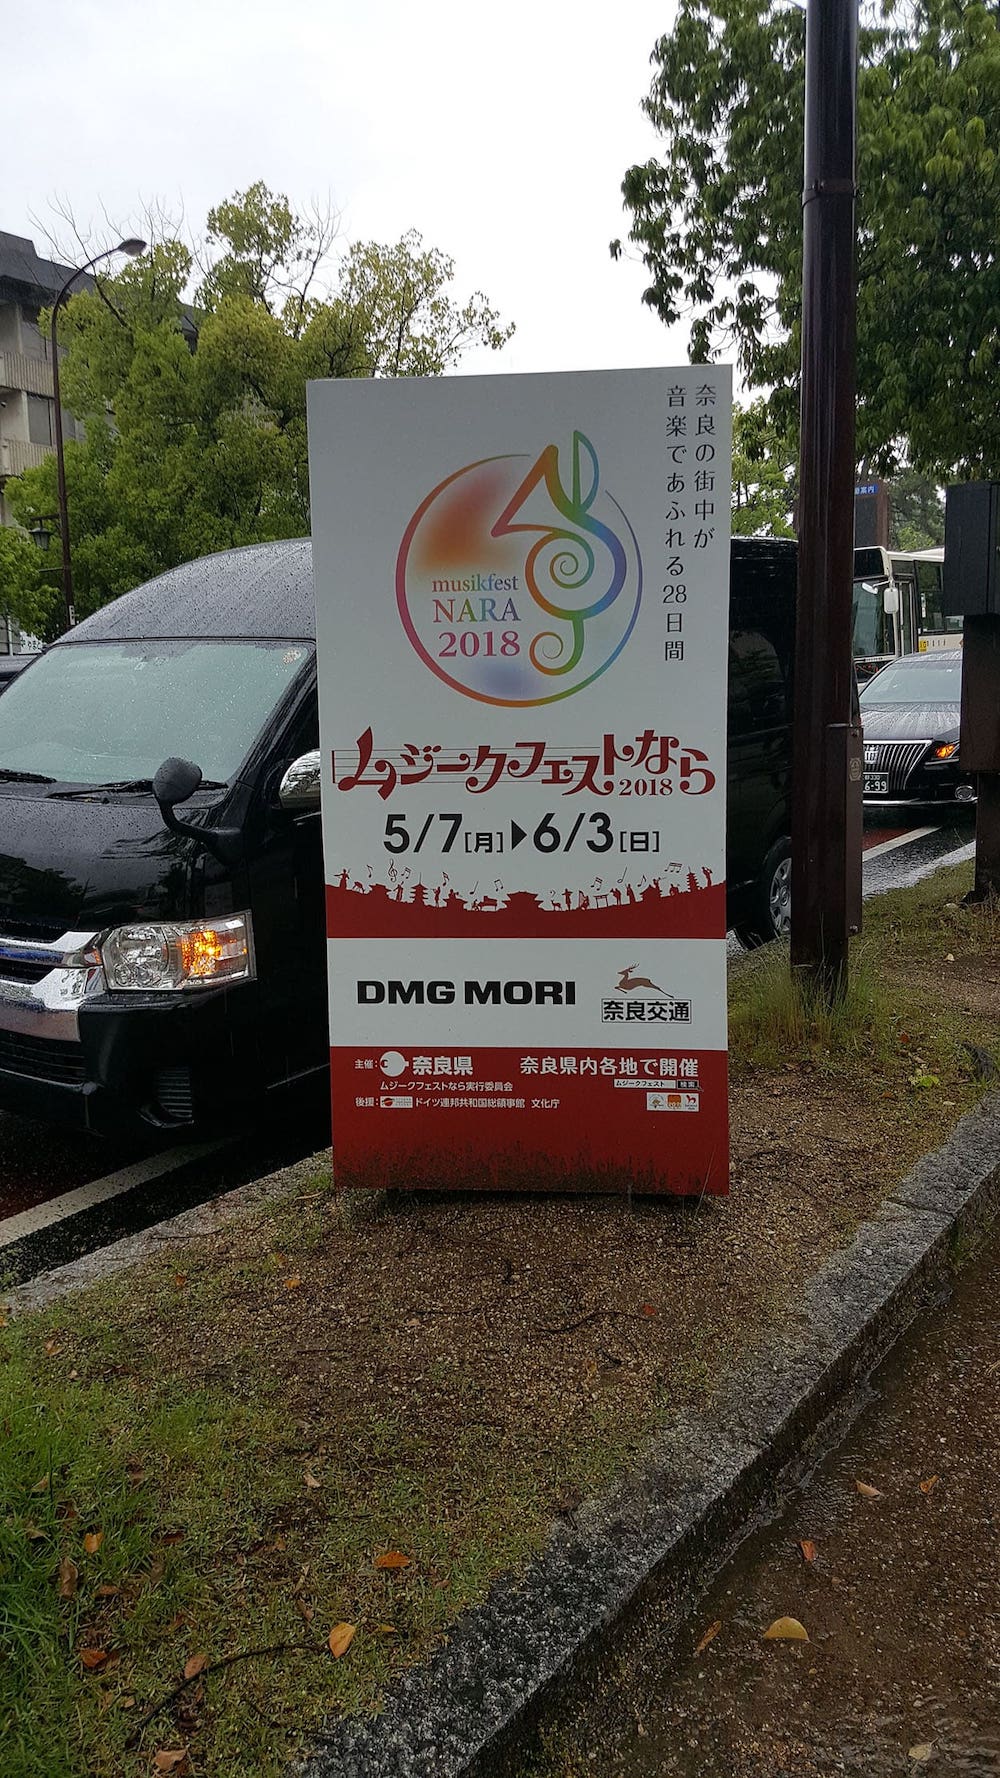 奈良の街中が
音楽であふれる28日間
musikfest
NARA
2018
ムジークフェストなら
2018
5/7[月]▶6/3[日]
DMG MORI
奈良交通
主催:奈良県
ムジークフェストなら実行委員会
後援:ドイツ連邦共和国総領事館 文化庁
奈良県内各地で開催
ムジークフェスト 検索